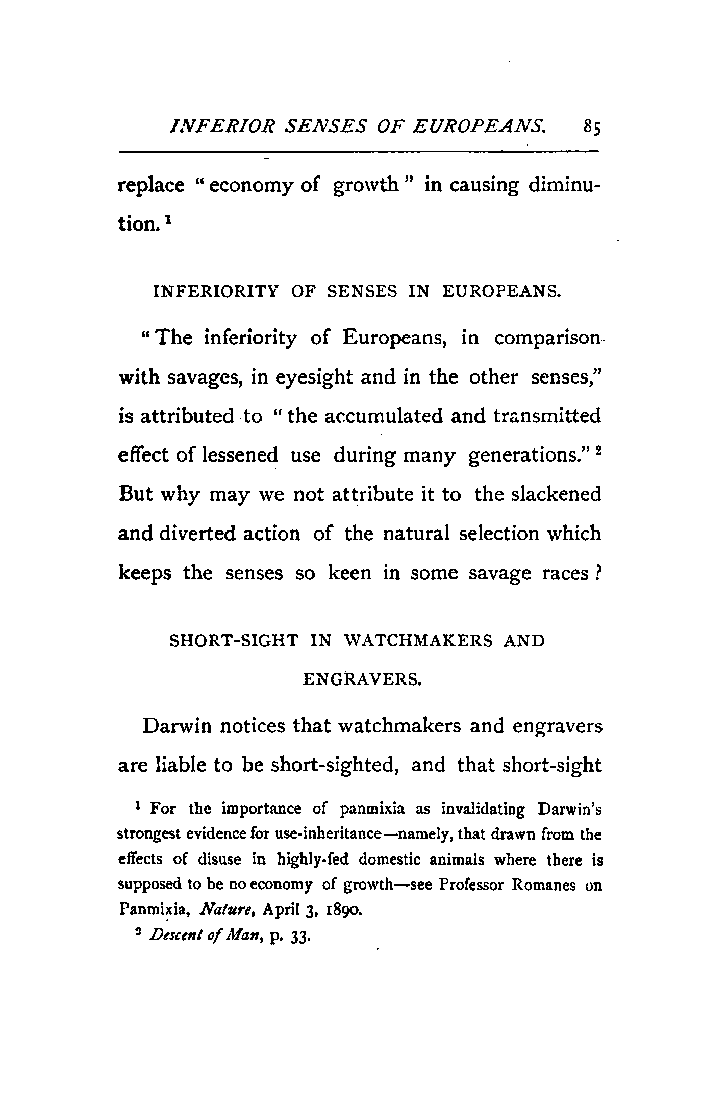 INFERIOR SENSES OF EUROPEANS. 85
replace “economy of growth” in causing diminu-
tion.¹
INFERIORITY OF SENSES IN EUROPEANS.
“The inferiority of Europeans, in comparison
with savages, in eyesight and in the other senses,”
is attributed to “the accumulated and transmitted
effect of lessened use during many generations.”²
But why may we not attribute it to the slackened
and diverted action of the natural selection which
keeps the senses so keen in some savage races?
SHORT-SIGHT IN WATCHMAKERS AND
ENGRAVERS.
Darwin notices that watchmakers and engravers
are liable to be short-sighted, and that short-sight
¹ For the importance of panmixia as invalidating Darwin’s
strongest evidence for use-inheritance—namely, that drawn from the
effects of disuse in highly-fed domestic animals where there is
supposed to be no economy of growth—see Professor Romanes on
Panmixia, Nature, April 3, 1890.
² Descent of Man, p. 33.